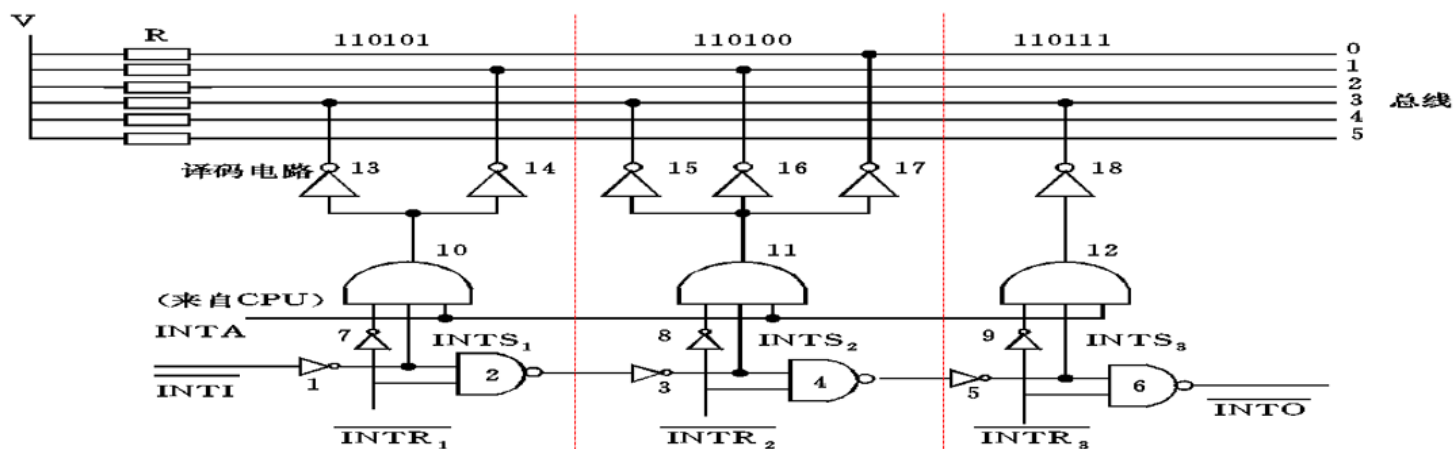 V
R 110101 110100 110111 0
1
2
3 总线
4
5
译码电路 13 14 15 16 17 18
10 11 12
(来自CPU)
INTA 7 INTS₁ 8 INTS₂ 9 INTS₃
1 2 3 4 5 6
INTI INTO
INTR₁ INTR₂ INTR₃